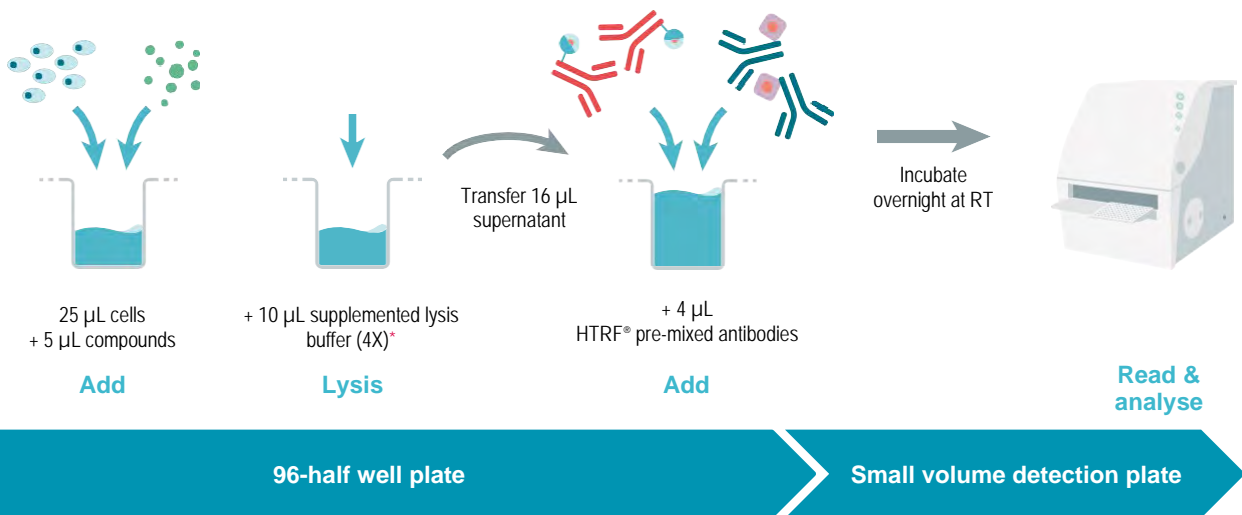 Transfer 16 µL
supernatant
Incubate
overnight at RT
25 µL cells
+ 5 µL compounds
+ 10 µL supplemented lysis
buffer (4X)*
+ 4 µL
HTRF® pre-mixed antibodies
Add
Lysis
Add
Read &
analyse
96-half well plate
Small volume detection plate